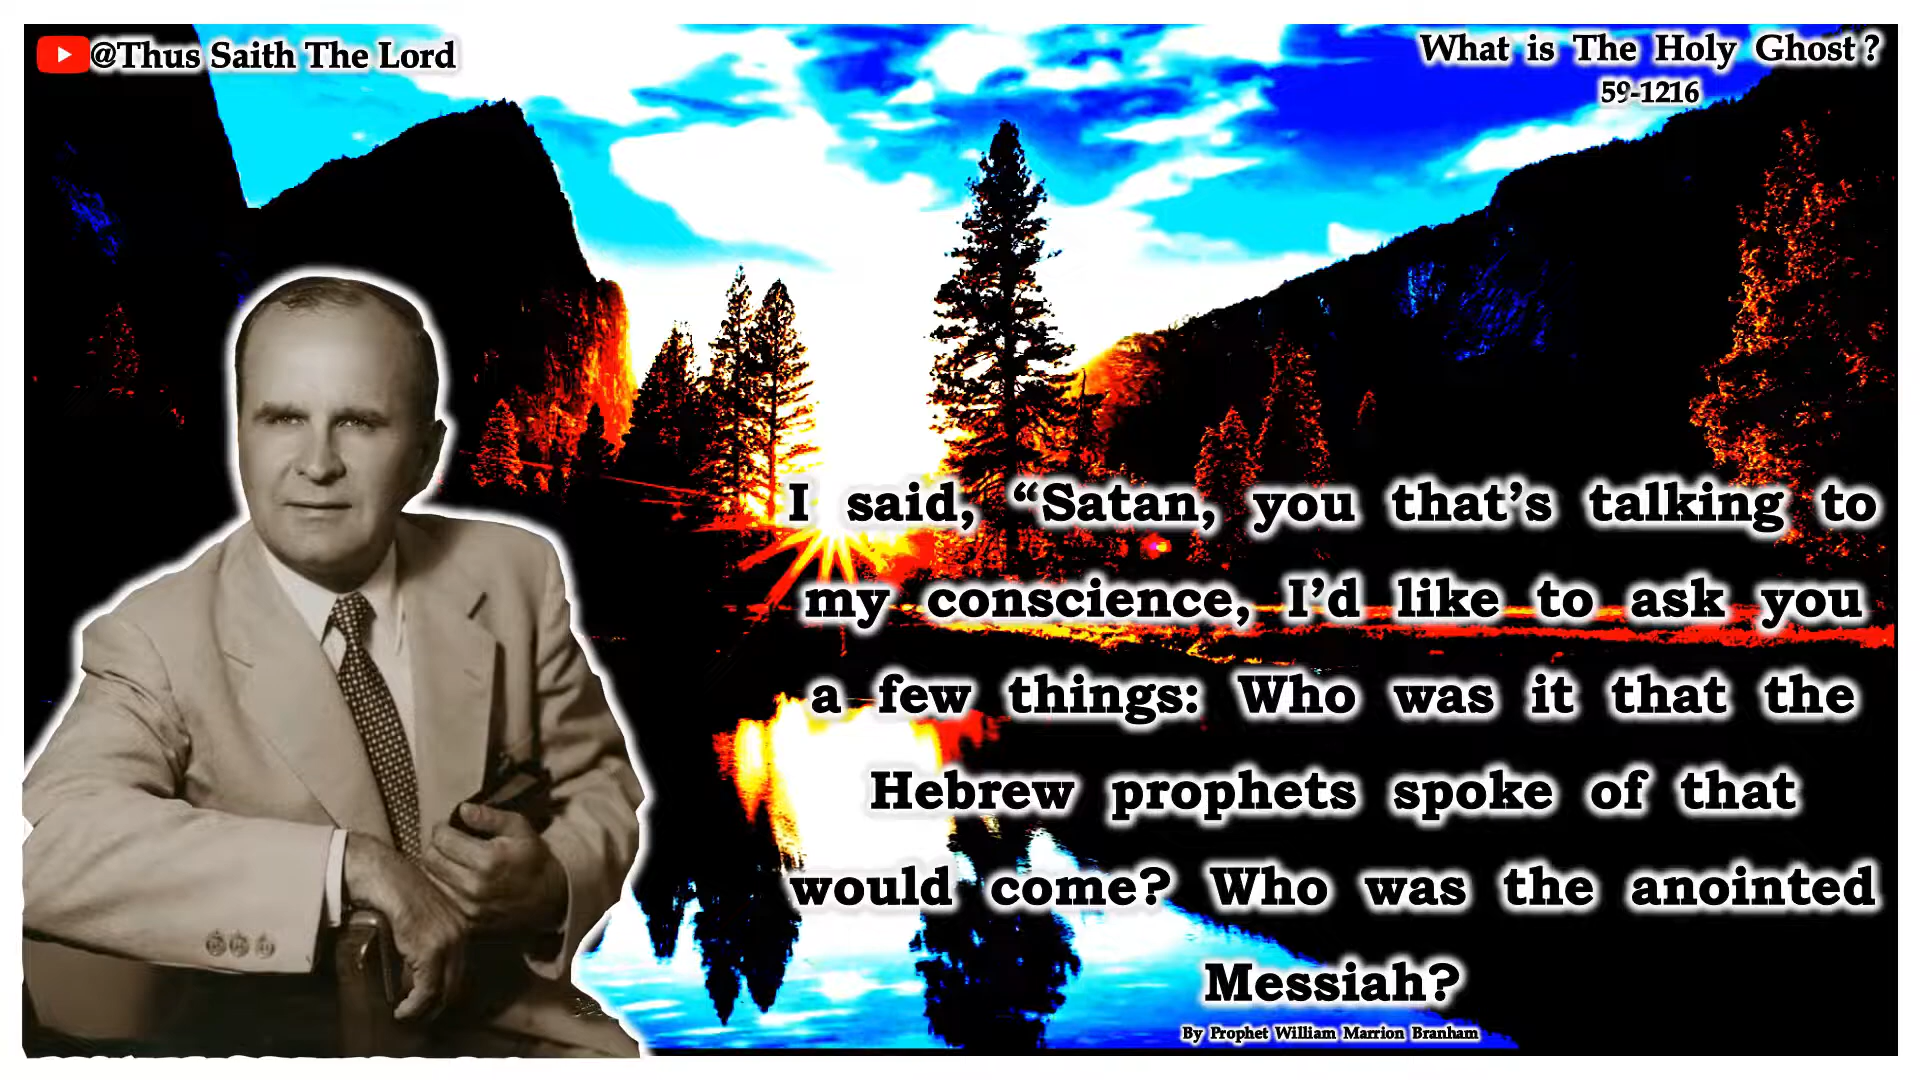 @Thus Saith The Lord
What is The Holy Ghost ?
59-1216
I said, “Satan, you that’s talking to
my conscience, I’d like to ask you
a few things: Who was it that the
Hebrew prophets spoke of that
would come? Who was the anointed
Messiah?
By Prophet William Marrion Branham